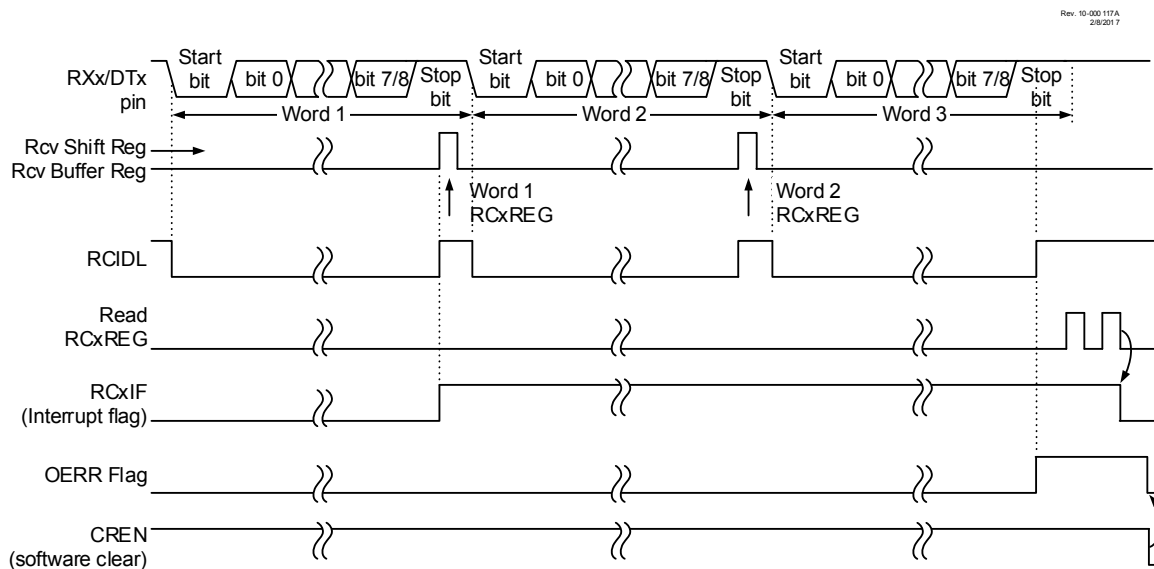 Rev. 10-000 117A
2/8/201 7
RXx/DTx
pin
Start
bit
bit 0
bit 7/8
Stop
bit
Start
bit
bit 0
bit 7/8
Stop
bit
Start
bit
bit 0
bit 7/8
Stop
bit
Word 1
Word 2
Word 3
Rcv Shift Reg
Rcv Buffer Reg
Word 1
RCxREG
Word 2
RCxREG
RCIDL
Read
RCxREG
RCxIF
(Interrupt flag)
OERR Flag
CREN
(software clear)